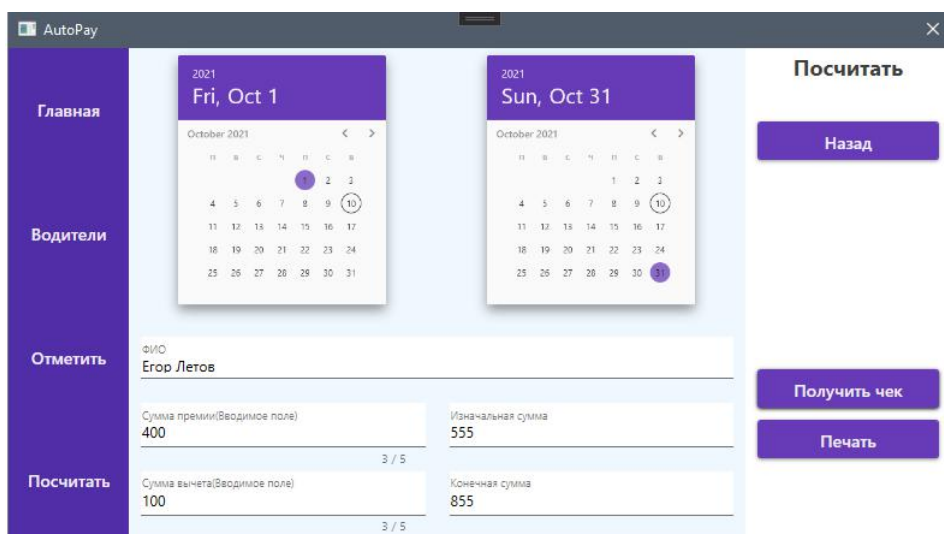 AutoPay
Главная
Водители
Отметить
Посчитать
2021
Fri, Oct 1
October 2021
П В С Ч П С В
1 2 3
4 5 6 7 8 9 10
11 12 13 14 15 16 17
18 19 20 21 22 23 24
25 26 27 28 29 30 31
2021
Sun, Oct 31
October 2021
П В С Ч П С В
1 2 3
4 5 6 7 8 9 10
11 12 13 14 15 16 17
18 19 20 21 22 23 24
25 26 27 28 29 30 31
ФИО
Егор Летов
Сумма премии(Вводимое поле)
400
3 / 5
Изначальная сумма
555
Сумма вычета(Вводимое поле)
100
3 / 5
Конечная сумма
855
Посчитать
Назад
Получить чек
Печать